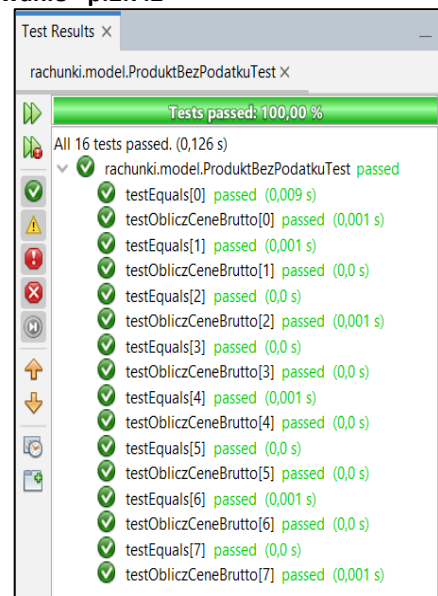 Test Results ×
rachunki.model.ProduktBezPodatkuTest ×
Tests passed: 100,00 %
All 16 tests passed. (0,126 s)
rachunki.model.ProduktBezPodatkuTest passed
testEquals[0] passed (0,009 s)
testObliczCeneBrutto[0] passed (0,001 s)
testEquals[1] passed (0,001 s)
testObliczCeneBrutto[1] passed (0,0 s)
testEquals[2] passed (0,0 s)
testObliczCeneBrutto[2] passed (0,001 s)
testEquals[3] passed (0,0 s)
testObliczCeneBrutto[3] passed (0,0 s)
testEquals[4] passed (0,001 s)
testObliczCeneBrutto[4] passed (0,0 s)
testEquals[5] passed (0,0 s)
testObliczCeneBrutto[5] passed (0,0 s)
testEquals[6] passed (0,001 s)
testObliczCeneBrutto[6] passed (0,0 s)
testEquals[7] passed (0,0 s)
testObliczCeneBrutto[7] passed (0,001 s)